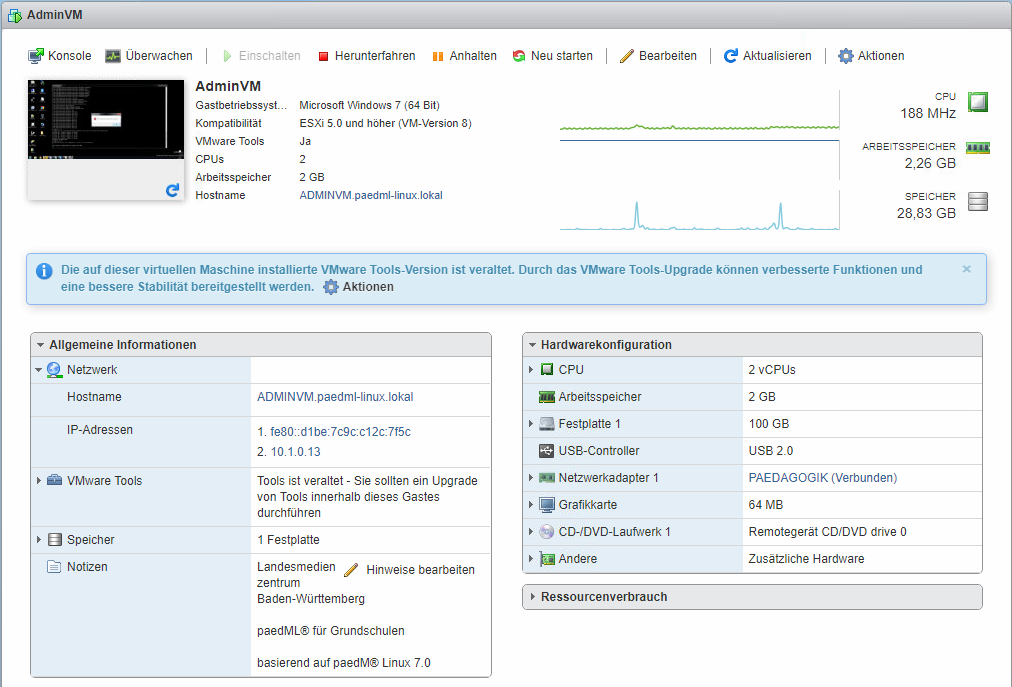 AdminVM
Konsole Überwachen Einschalten Herunterfahren Anhalten Neu starten Bearbeiten Aktualisieren Aktionen
AdminVM
Gastbetriebssyst... Microsoft Windows 7 (64 Bit)
Kompatibilität ESXi 5.0 und höher (VM-Version 8)
VMware Tools Ja
CPUs 2
Arbeitsspeicher 2 GB
Hostname ADMINVM.paedml-linux.lokal
CPU
188 MHz
ARBEITSSPEICHER
2,26 GB
SPEICHER
28,83 GB
Die auf dieser virtuellen Maschine installierte VMware Tools-Version ist veraltet. Durch das VMware Tools-Upgrade können verbesserte Funktionen und
eine bessere Stabilität bereitgestellt werden. Aktionen
Allgemeine Informationen
Netzwerk
Hostname ADMINVM.paedml-linux.lokal
IP-Adressen 1. fe80::d1be:7c9c:c12c:7f5c
2. 10.1.0.13
VMware Tools Tools ist veraltet - Sie sollten ein Upgrade
von Tools innerhalb dieses Gastes
durchführen
Speicher 1 Festplatte
Notizen Landesmedien Hinweise bearbeiten
zentrum
Baden-Württemberg
paedML® für Grundschulen
basierend auf paedM® Linux 7.0
Hardwarekonfiguration
CPU 2 vCPUs
Arbeitsspeicher 2 GB
Festplatte 1 100 GB
USB-Controller USB 2.0
Netzwerkadapter 1 PAEDAGOGIK (Verbunden)
Grafikkarte 64 MB
CD-/DVD-Laufwerk 1 Remotegerät CD/DVD drive 0
Andere Zusätzliche Hardware
Ressourcenverbrauch